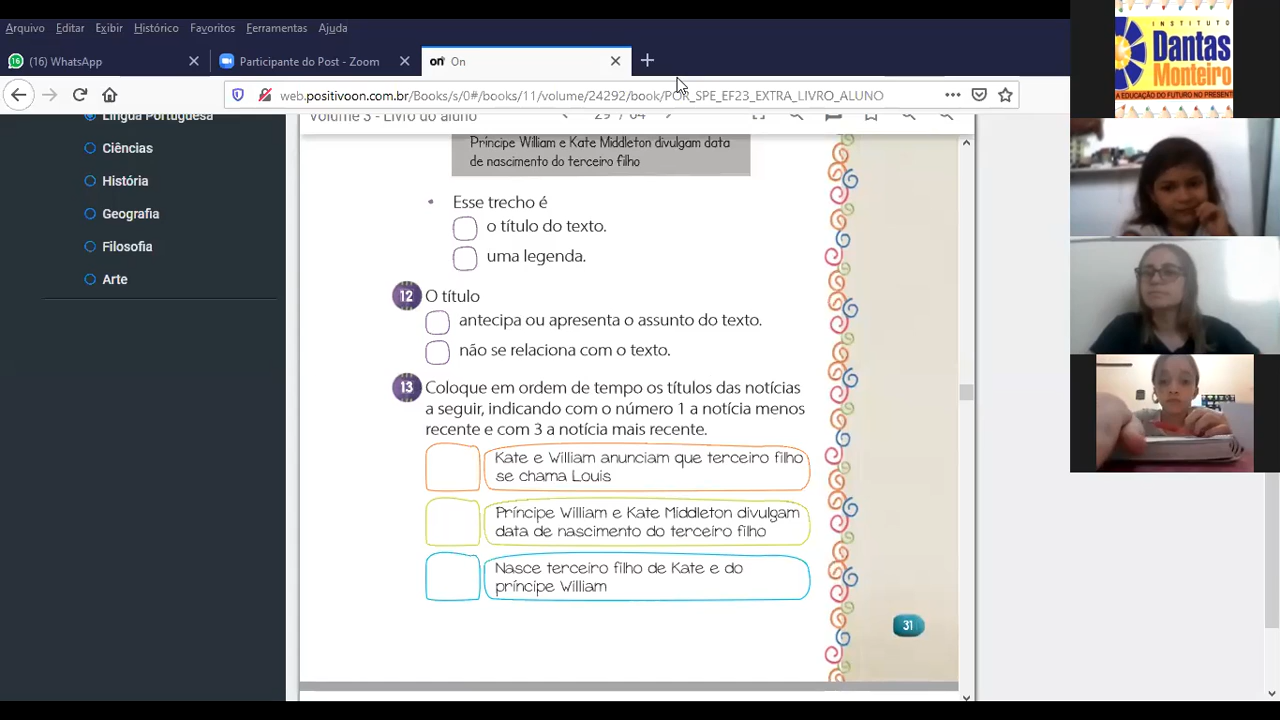 Arquivo Editar Exibir Histórico Favoritos Ferramentas Ajuda
(16) WhatsApp
Participante do Post - Zoom
on On
web.positivoon.com.br/
/volume/24292/book/POR_SPE_EF23_EXTRA_LIVRO_ALUNO
Língua Portuguesa
Ciências
História
Geografia
Filosofia
Arte
Volume 3 - Livro do aluno
29 / 64
Príncipe William e Kate Middleton divulgam data
de nascimento do terceiro filho
• Esse trecho é
o título do texto.
uma legenda.
12 O título
antecipa ou apresenta o assunto do texto.
não se relaciona com o texto.
13 Coloque em ordem de tempo os títulos das notícias
a seguir, indicando com o número 1 a notícia menos
recente e com 3 a notícia mais recente.
Kate e William anunciam que terceiro filho
se chama Louis
Príncipe William e Kate Middleton divulgam
data de nascimento do terceiro filho
Nasce terceiro filho de Kate e do
príncipe William
31
INSTITUTO
Dantas
Monteiro
A EDUCAÇÃO DO FUTURO NO PRESENTE